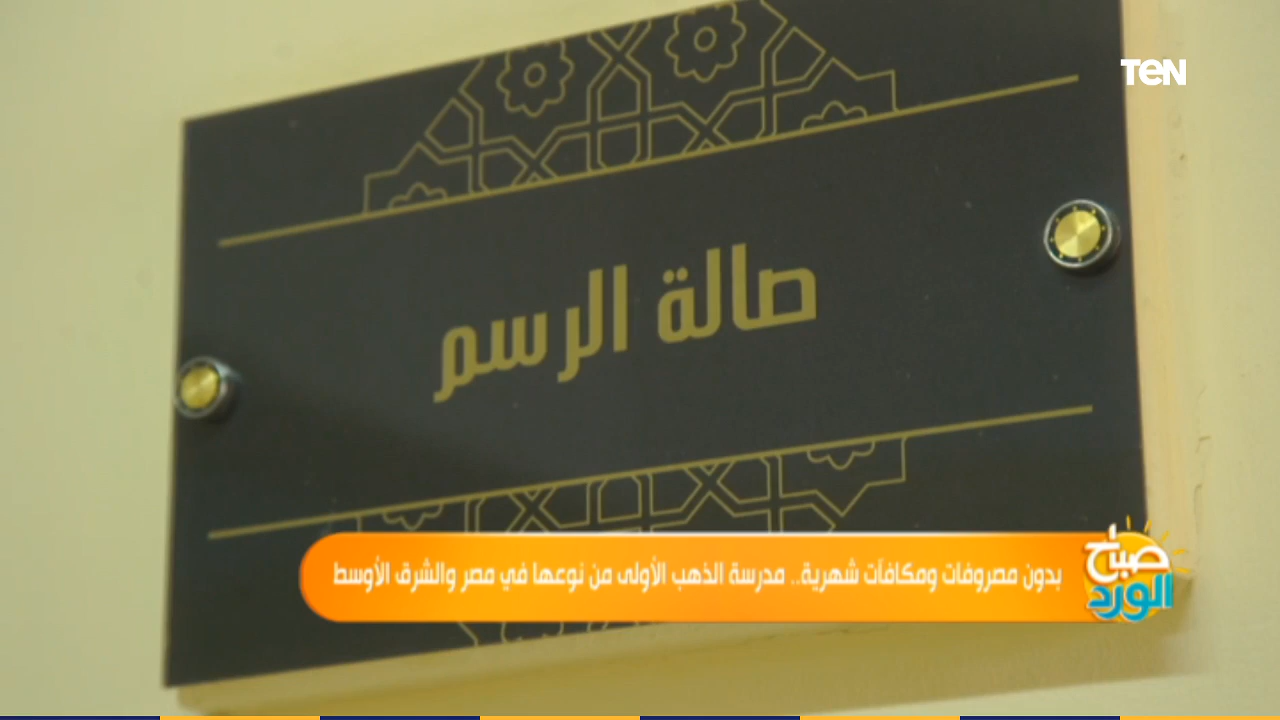 TEN
صالة الرسم
بدون مصروفات ومكافآت شهرية.. مدرسة الذهب الأولى من نوعها في مصر والشرق الأوسط
صباح
الورد